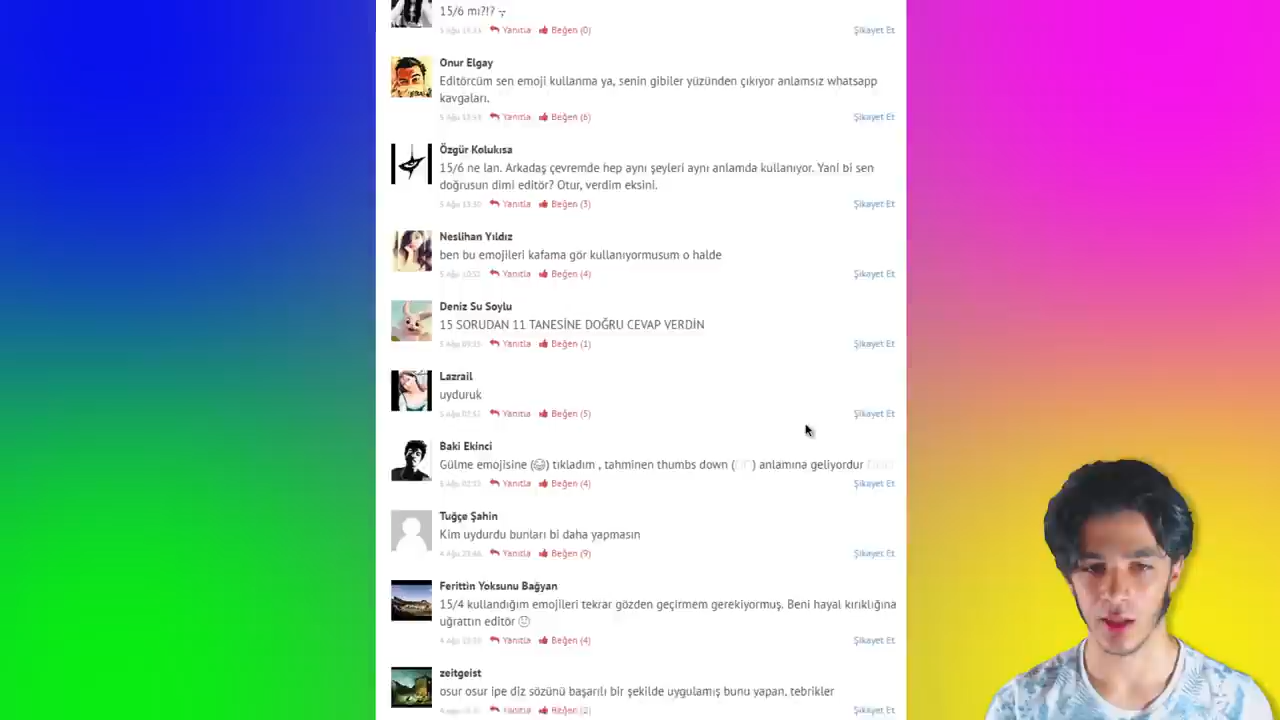 15/6 mı?!?
Yanıtla Beğen (0) Şikayet Et
Onur Elgay
Editörcüm sen emoji kullanma ya, senin gibiler yüzünden çıkıyor anlamsız whatsapp
kavgaları.
Yanıtla Beğen (6) Şikayet Et
Özgür Kolukısa
15/6 ne lan. Arkadaş çevremde hep aynı şeyleri aynı anlamda kullanıyor. Yani bi sen
doğrusun dimi editör? Otur, verdim eksini.
Yanıtla Beğen (3) Şikayet Et
Neslihan Yıldız
ben bu emojileri kafama gör kullanıyormusum o halde
Yanıtla Beğen (4) Şikayet Et
Deniz Su Soylu
15 SORUDAN 11 TANESİNE DOĞRU CEVAP VERDİN
Yanıtla Beğen (1) Şikayet Et
Lazrail
uyduruk
Yanıtla Beğen (5) Şikayet Et
Baki Ekinci
Gülme emojisine (😂) tıkladım , tahminen thumbs down ( ) anlamına geliyordur
Yanıtla Beğen (4) Şikayet Et
Tuğçe Şahin
Kim uydurdu bunları bi daha yapmasın
Yanıtla Beğen (9) Şikayet Et
Ferittin Yoksunu Bağyan
15/4 kullandığım emojileri tekrar gözden geçirmem gerekiyormuş. Beni hayal kırıklığına
uğrattın editör 🙂
Yanıtla Beğen (4) Şikayet Et
zeitgeist
osur osur ipe diz sözünü başarılı bir şekilde uygulamış bunu yapan, tebrikler
Yanıtla Beğen (2) Şikayet Et